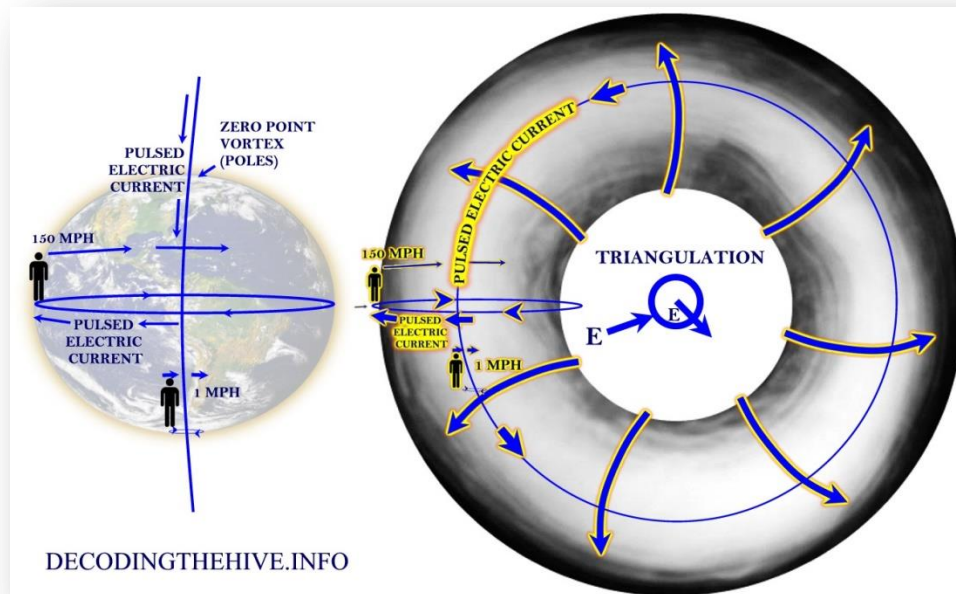 ZERO POINT
VORTEX
(POLES)
PULSED
ELECTRIC
CURRENT
150 MPH
PULSED
ELECTRIC
CURRENT
1 MPH
DECODINGTHEHIVE.INFO
PULSED ELECTRIC CURRENT
150 MPH
PULSED
ELECTRIC
CURRENT
1 MPH
TRIANGULATION
E
E